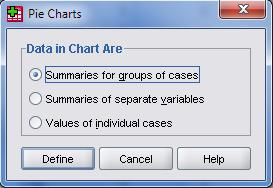 Pie Charts
Data in Chart Are
Summaries for groups of cases
Summaries of separate variables
Values of individual cases
Define Cancel Help